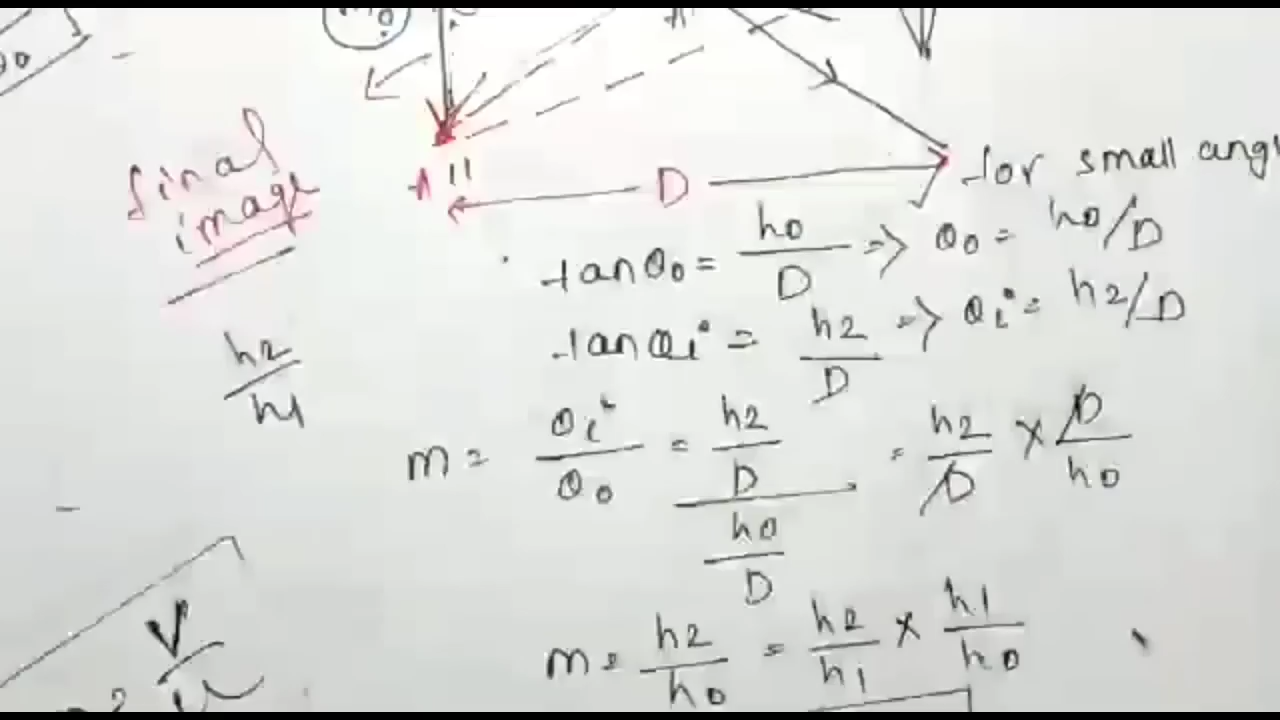 final
image
A"
D
for small
tanθ0 = h0/D => θ0 = h0/D
tanθi = h2/D => θi = h2/D
h2/h1
m = θi/θ0 = (h2/D)/(h0/D) = h2/D × D/h0
m = h2/h0 = h2/h1 × h1/h0